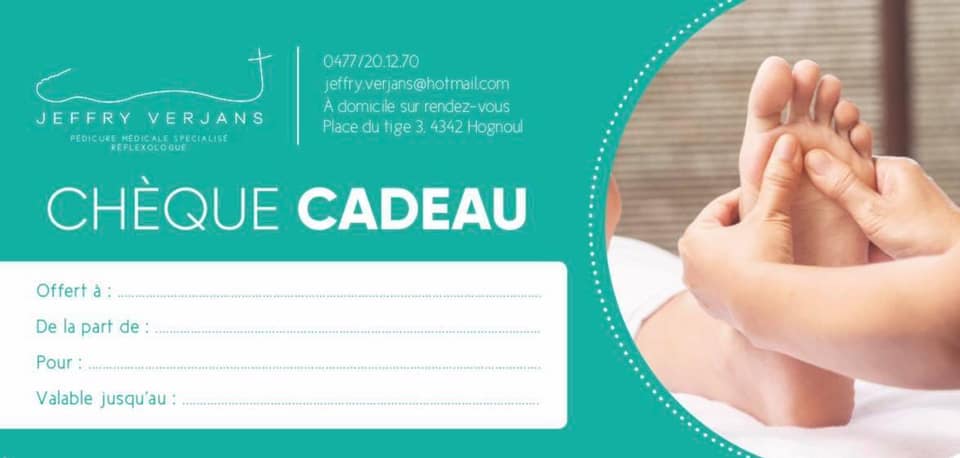 JEFFRY VERJANS
PÉDICURE MÉDICALE SPÉCIALISÉ
RÉFLEXOLOGUE
0477/20.12.70
jeffry.verjans@hotmail.com
À domicile sur rendez-vous
Place du tige 3, 4342 Hognoul
CHÈQUE CADEAU
Offert à : ................................................
De la part de : ................................................
Pour : ................................................
Valable jusqu'au : ................................................